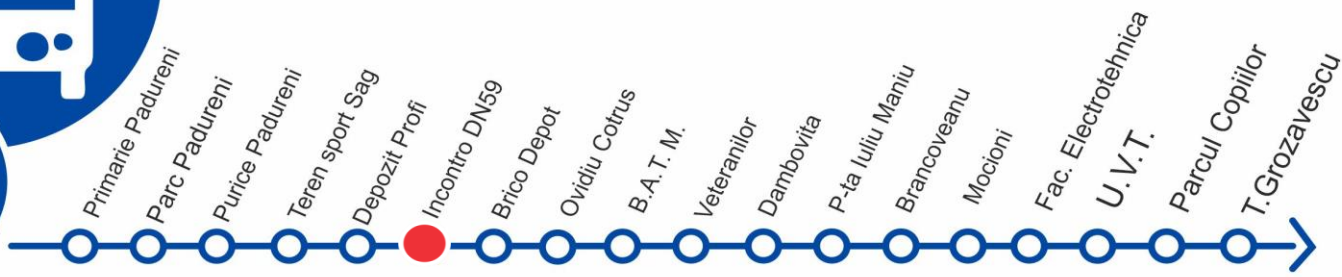 Primarie Padureni
Parc Padureni
Purice Padureni
Teren sport Sag
Depozit Profi
Incontro DN59
Brico Depot
Ovidiu Cotrus
B.A.T.M.
Veteranilor
Dambovita
P-ta Iuliu Maniu
Brancoveanu
Mocioni
Fac. Electrotehnica
U.V.T.
Parcul Copiilor
T.Grozavescu